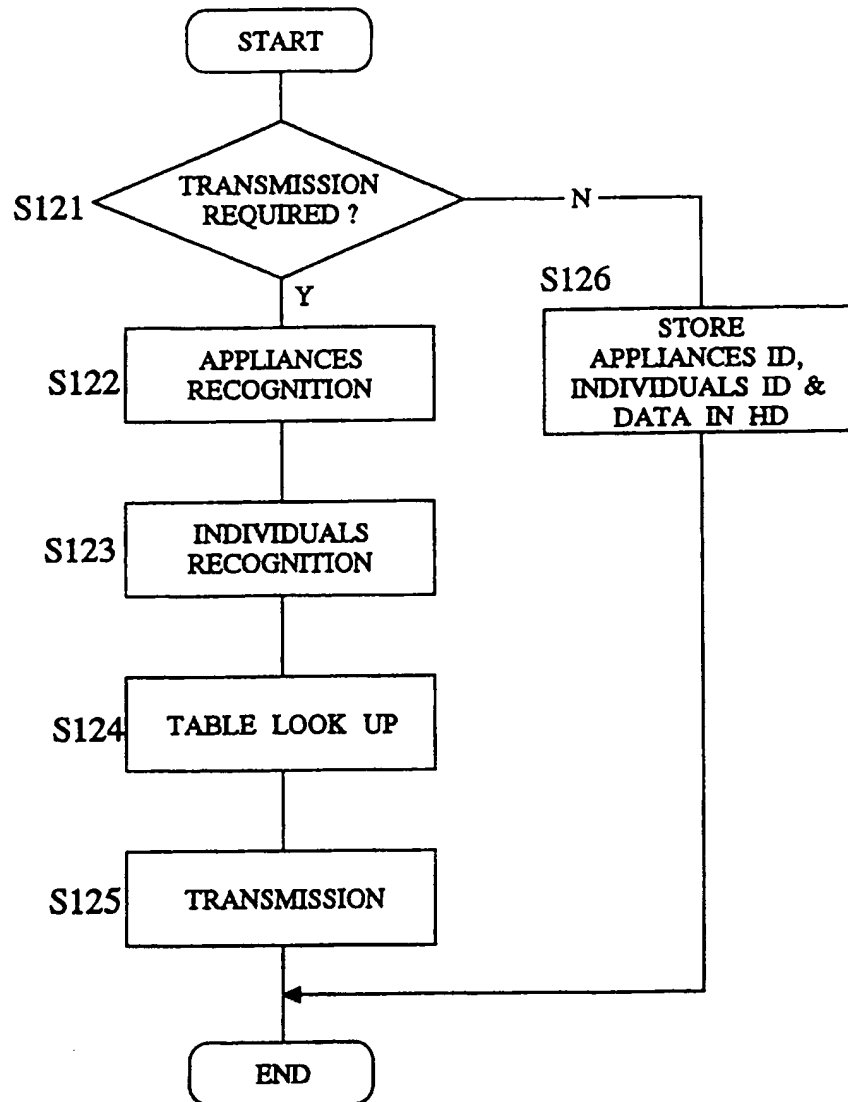 START
S121
TRANSMISSION
REQUIRED ?
N
Y
S126
STORE
APPLIANCES ID,
INDIVIDUALS ID &
DATA IN HD
S122
APPLIANCES
RECOGNITION
S123
INDIVIDUALS
RECOGNITION
S124
TABLE LOOK UP
S125
TRANSMISSION
END